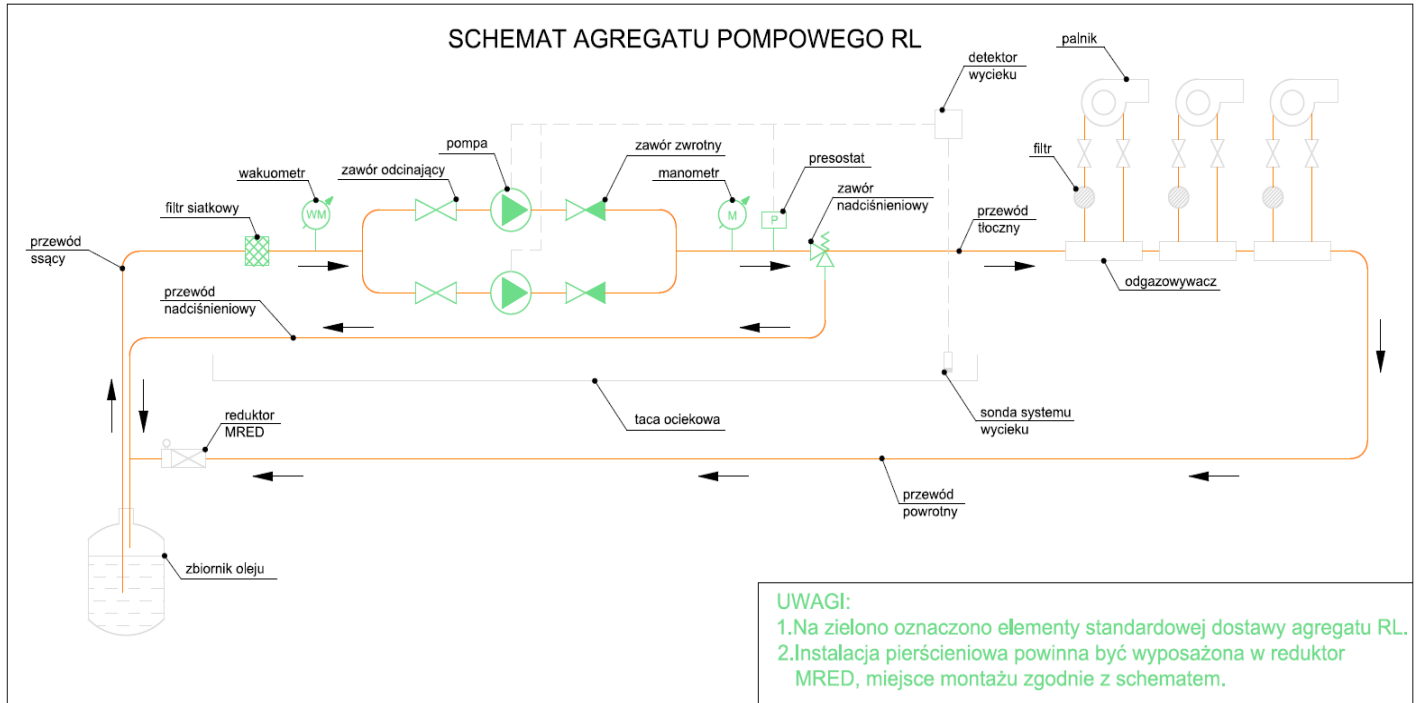 SCHEMAT AGREGATU POMPOWEGO RL
palnik
detektor
wycieku
pompa
zawór zwrotny
filtr
wakuometr
zawór odcinający
manometr
presostat
zawór
nadciśnieniowy
przewód
tłoczny
filtr siatkowy
WM
M
P
przewód
ssący
przewód
nadciśnieniowy
odgazowywacz
reduktor
MRED
taca ociekowa
sonda systemu
wycieku
przewód
powrotny
zbiornik oleju
UWAGI:
1.Na zielono oznaczono elementy standardowej dostawy agregatu RL.
2.Instalacja pierścieniowa powinna być wyposażona w reduktor
MRED, miejsce montażu zgodnie z schematem.